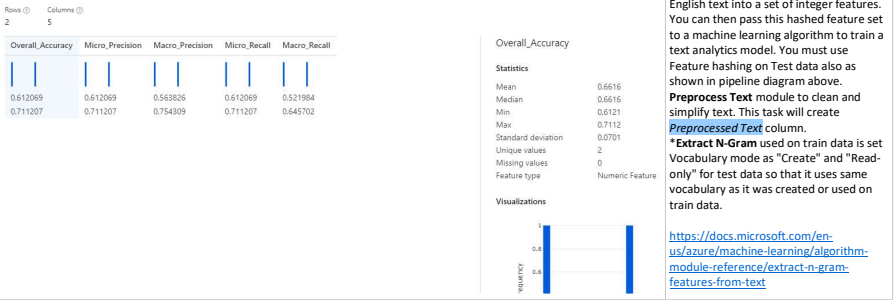 Rows
Columns
2
5
Overall_Accuracy Micro_Precision Macro_Precision Micro_Recall Macro_Recall
0.612069 0.612069 0.563826 0.612069 0.521984
0.711207 0.711207 0.754309 0.711207 0.645702
Overall_Accuracy
Statistics
Mean 0.6616
Median 0.6616
Min 0.6121
Max 0.7112
Standard deviation 0.0701
Unique values 2
Missing values 0
Feature type Numeric Feature
Visualizations
1
0.8
0.6
equency
English text into a set of integer features.
You can then pass this hashed feature set
to a machine learning algorithm to train a
text analytics model. You must use
Feature hashing on Test data also as
shown in pipeline diagram above.
Preprocess Text module to clean and
simplify text. This task will create
Preprocessed Text column.
*Extract N-Gram used on train data is set
Vocabulary mode as "Create" and "Read-
only" for test data so that it uses same
vocabulary as it was created or used on
train data.
https://docs.microsoft.com/en-
us/azure/machine-learning/algorithm-
module-reference/extract-n-gram-
features-from-text